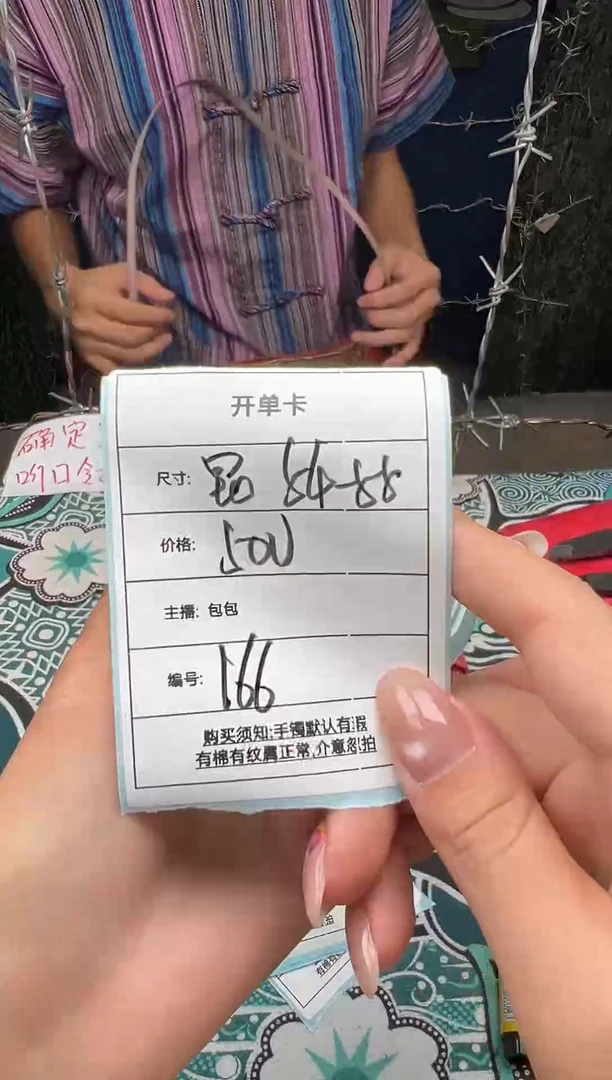 确定
开单卡
尺寸: 54-55
价格: 500
主播: 包包
编号: 166
购买须知:手镯默认有瑕
有棉有纹属正常,介意勿拍